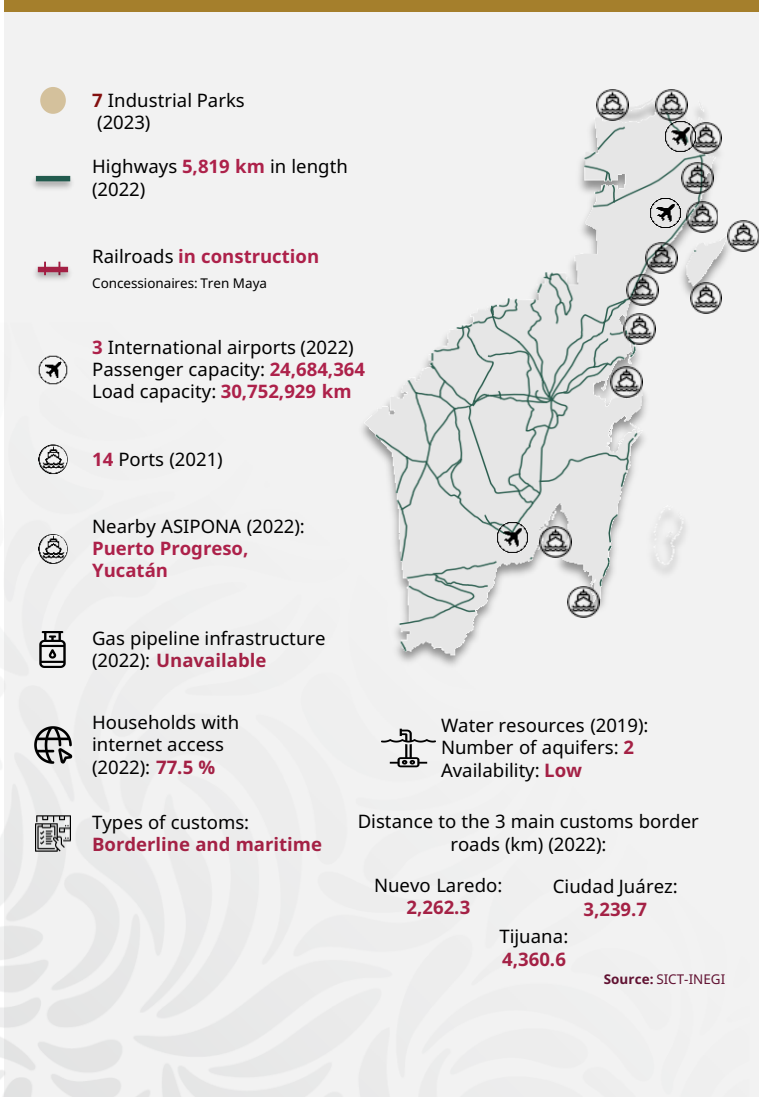 7 Industrial Parks
(2023)
Highways 5,819 km in length
(2022)
Railroads in construction
Concessionaires: Tren Maya
3 International airports (2022)
Passenger capacity: 24,684,364
Load capacity: 30,752,929 km
14 Ports (2021)
Nearby ASIPONA (2022):
Puerto Progreso,
Yucatán
Gas pipeline infrastructure
(2022): Unavailable
Households with
internet access
(2022): 77.5 %
Types of customs:
Borderline and maritime
Water resources (2019):
Number of aquifers: 2
Availability: Low
Distance to the 3 main customs border
roads (km) (2022):
Nuevo Laredo:
2,262.3
Ciudad Juárez:
3,239.7
Tijuana:
4,360.6
Source: SICT-INEGI